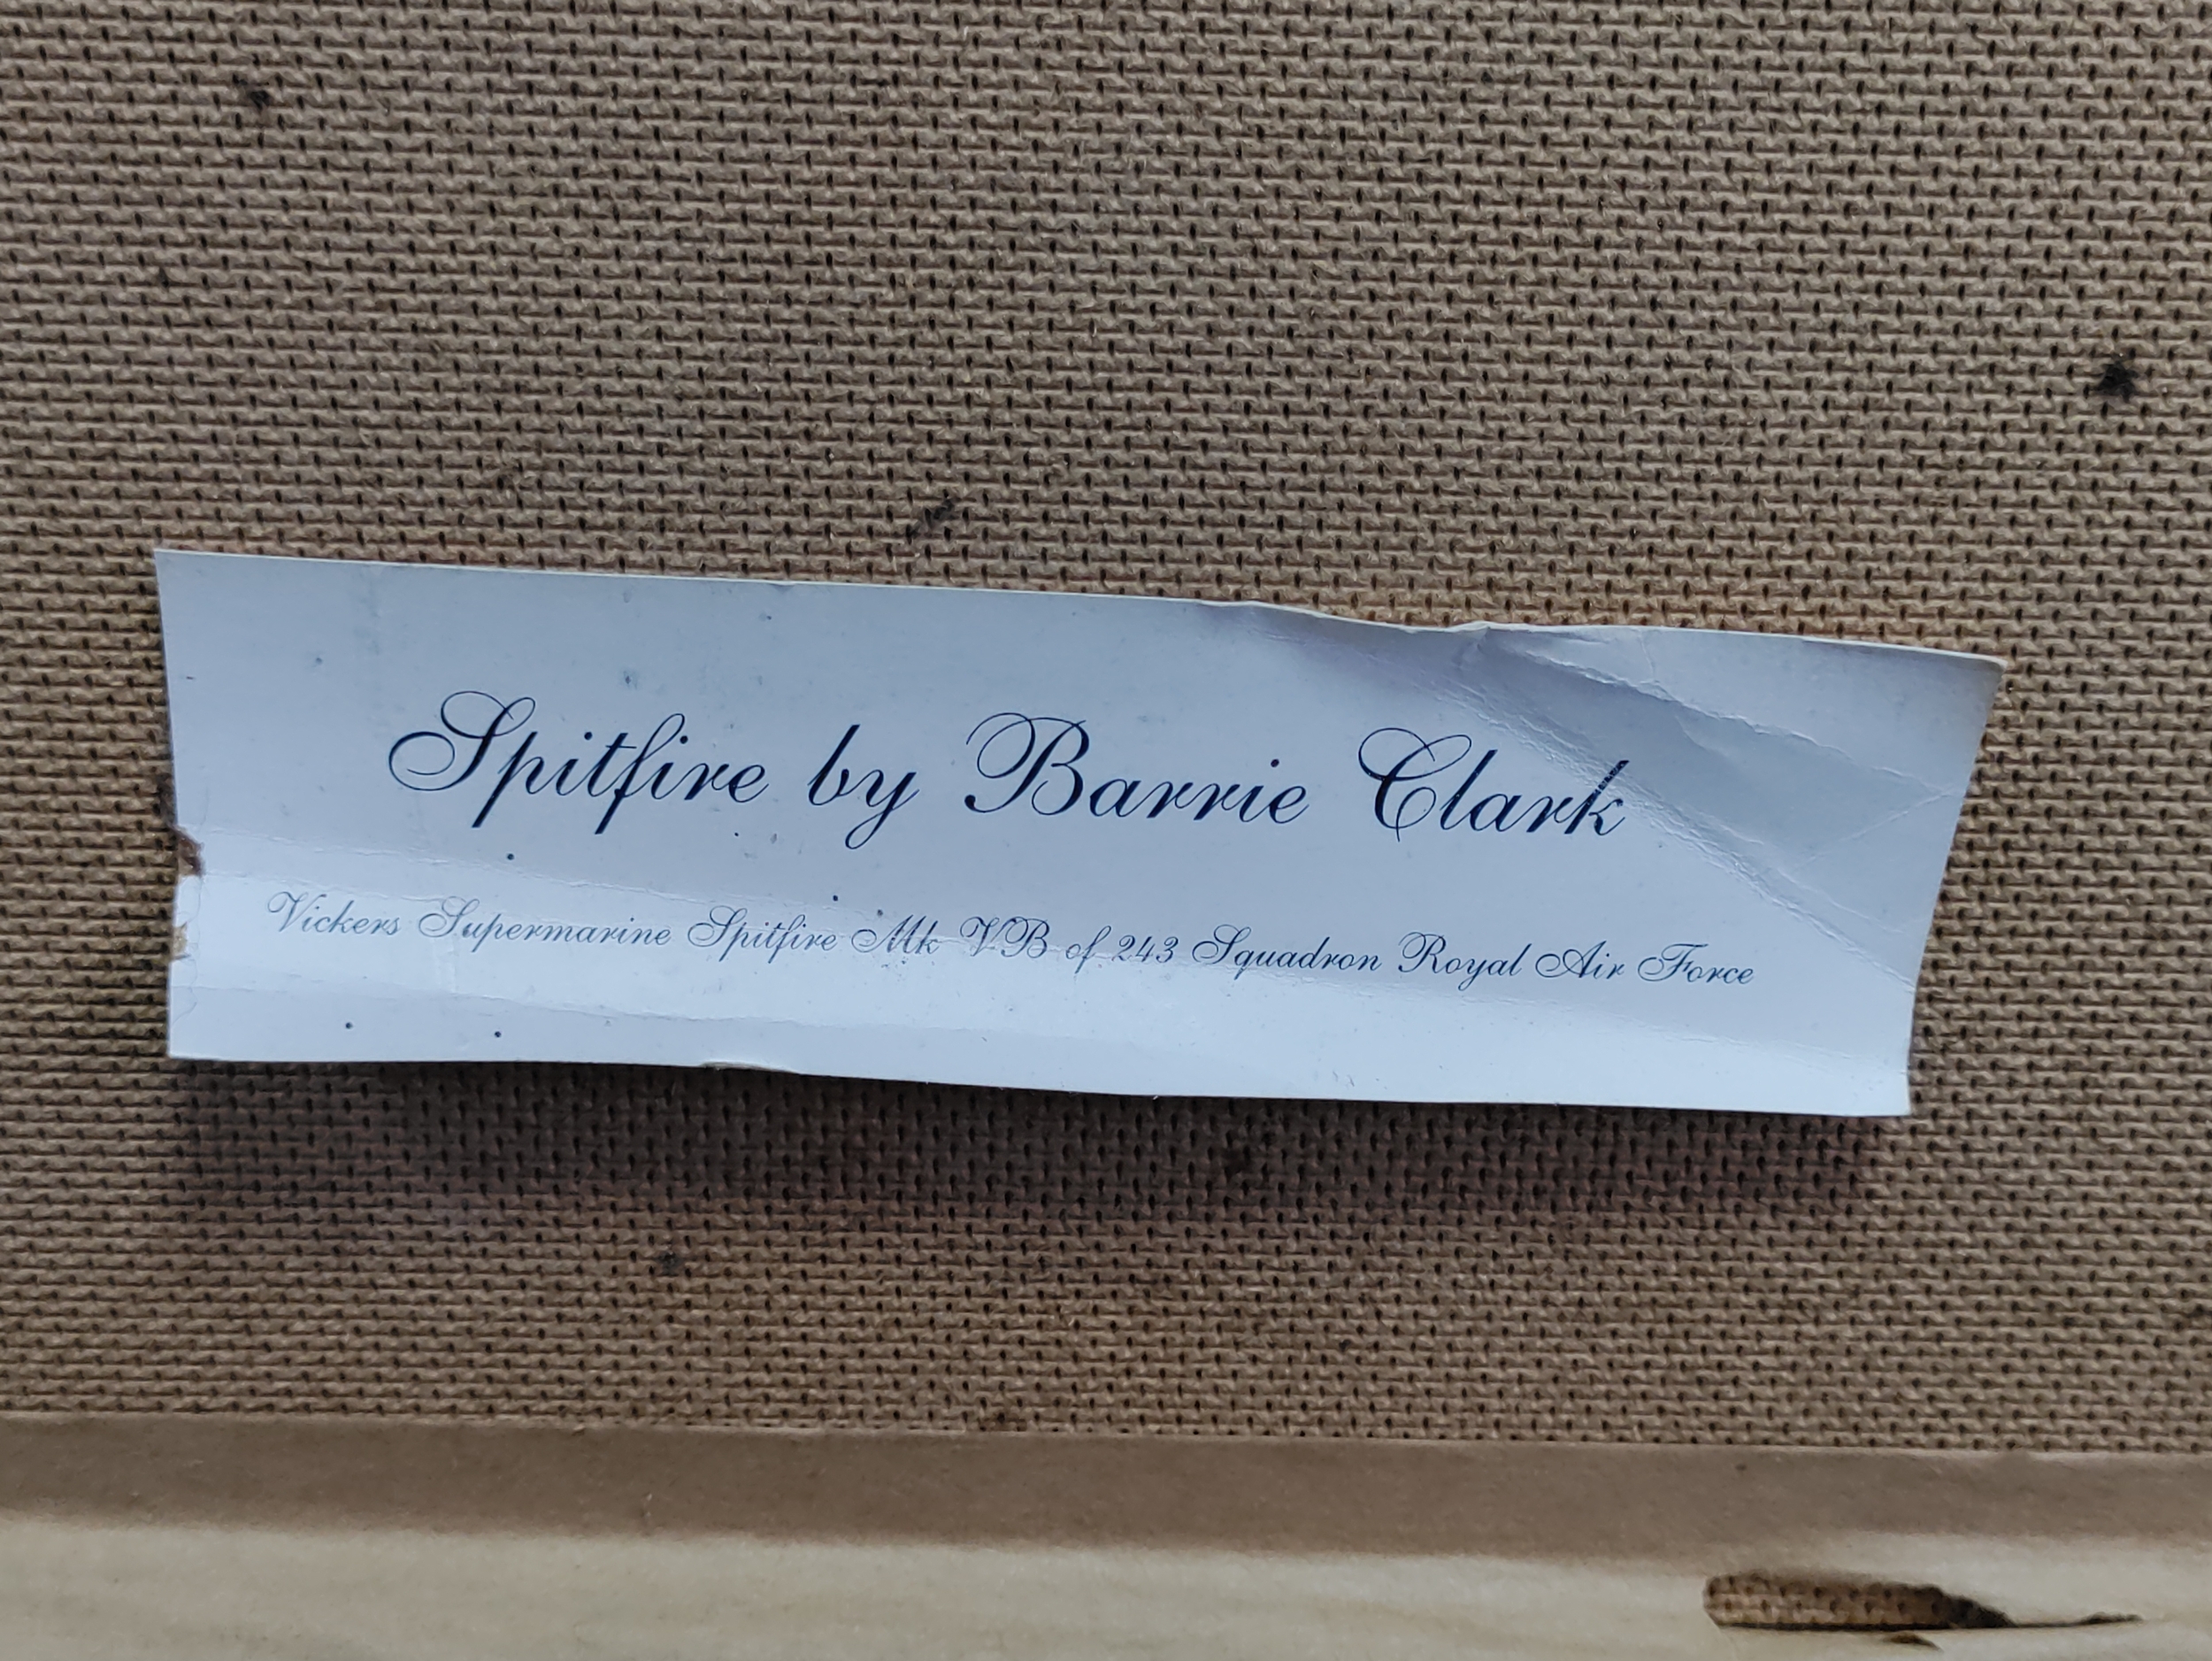 Spitfire by Barrie Clark
Vickers Supermarine Spitfire Mk VB of 243 Squadron Royal Air Force